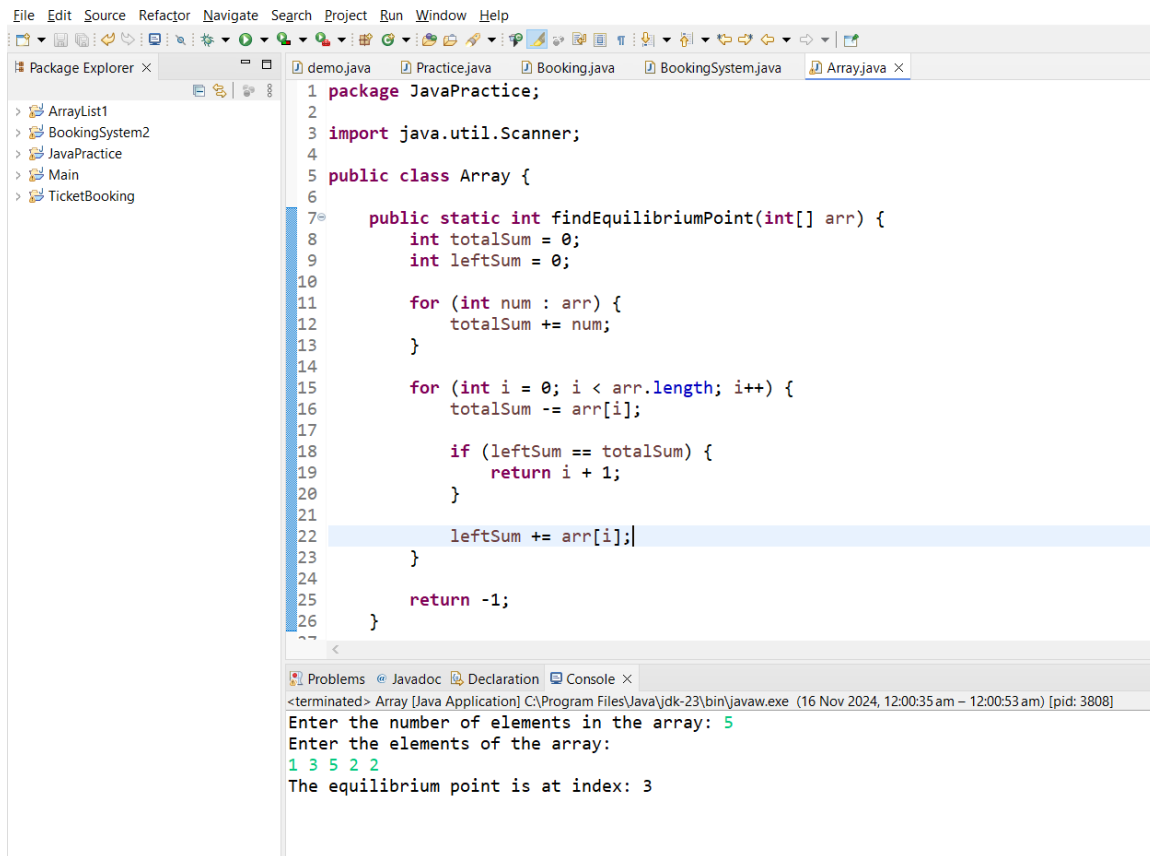 File Edit Source Refactor Navigate Search Project Run Window Help
Package Explorer
ArrayList1
BookingSystem2
JavaPractice
Main
TicketBooking
demo.java Practice.java Booking.java BookingSystem.java Array.java
1 package JavaPractice;
2
3 import java.util.Scanner;
4
5 public class Array {
6
7 public static int findEquilibriumPoint(int[] arr) {
8 int totalSum = 0;
9 int leftSum = 0;
10
11 for (int num : arr) {
12 totalSum += num;
13 }
14
15 for (int i = 0; i < arr.length; i++) {
16 totalSum -= arr[i];
17
18 if (leftSum == totalSum) {
19 return i + 1;
20 }
21
22 leftSum += arr[i];
23 }
24
25 return -1;
26 }
Problems @ Javadoc Declaration Console
<terminated> Array [Java Application] C:\Program Files\Java\jdk-23\bin\javaw.exe (16 Nov 2024, 12:00:35 am – 12:00:53 am) [pid: 3808]
Enter the number of elements in the array: 5
Enter the elements of the array:
1 3 5 2 2
The equilibrium point is at index: 3